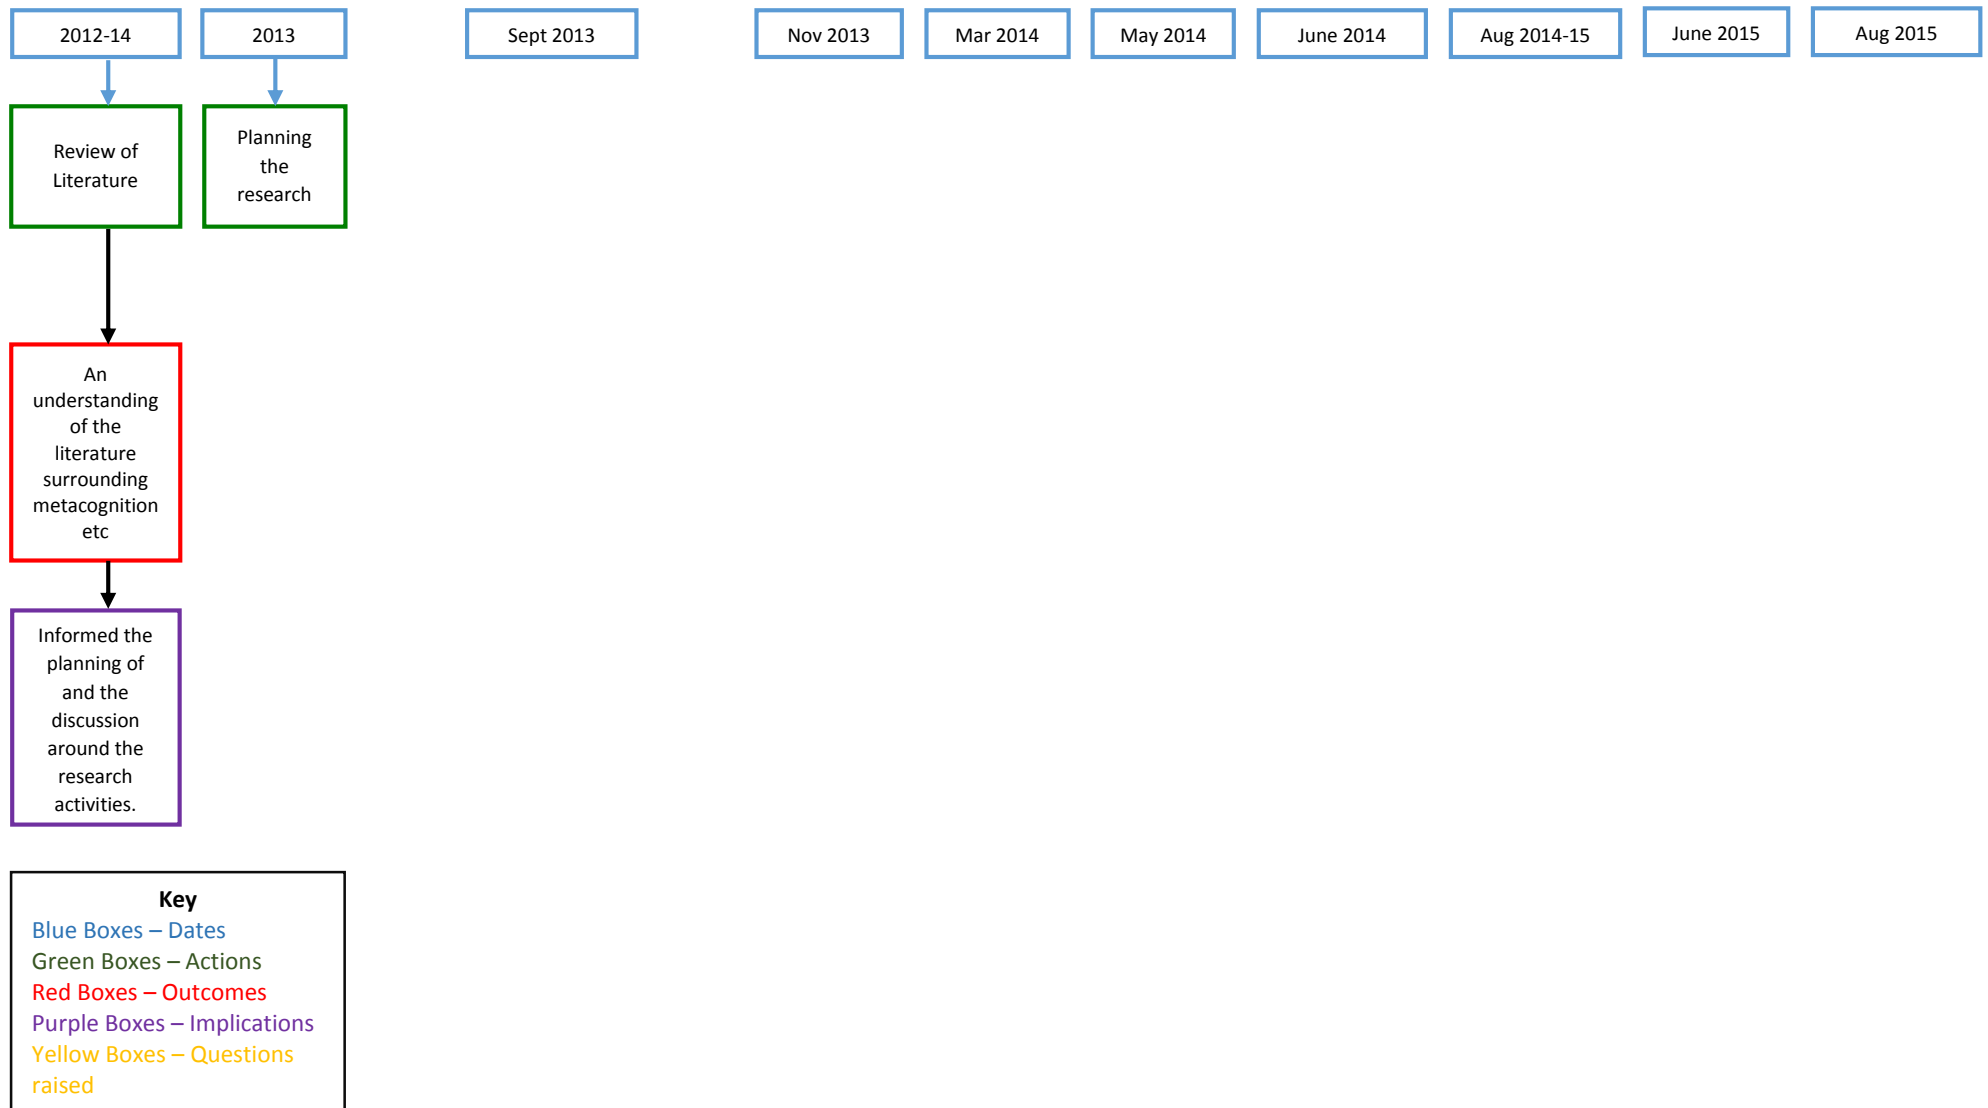 2012-14
2013
Sept 2013
Nov 2013
Mar 2014
May 2014
June 2014
Aug 2014-15
June 2015
Aug 2015
Review of
Literature
Planning
the
research
An
understanding
of the
literature
surrounding
metacognition
etc
Informed the
planning of
and the
discussion
around the
research
activities.
Key
Blue Boxes – Dates
Green Boxes – Actions
Red Boxes – Outcomes
Purple Boxes – Implications
Yellow Boxes – Questions
raised